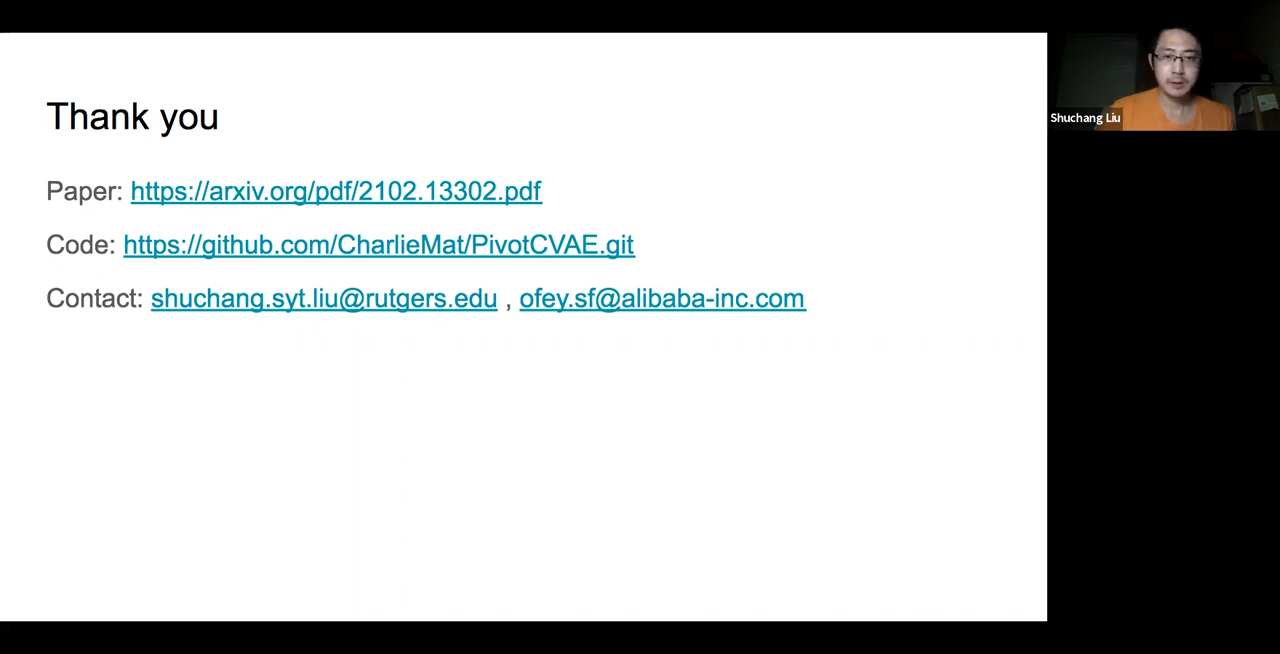 Thank you
Paper: https://arxiv.org/pdf/2102.13302.pdf
Code: https://github.com/CharlieMat/PivotCVAE.git
Contact: shuchang.syt.liu@rutgers.edu , ofey.sf@alibaba-inc.com
Shuchang Liu